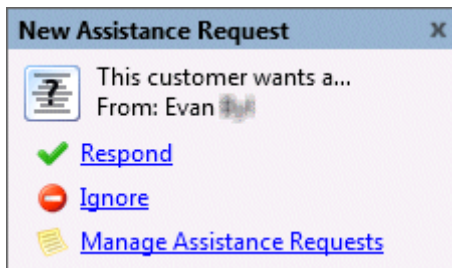 New Assistance Request
This customer wants a...
From: Evan
Respond
Ignore
Manage Assistance Requests